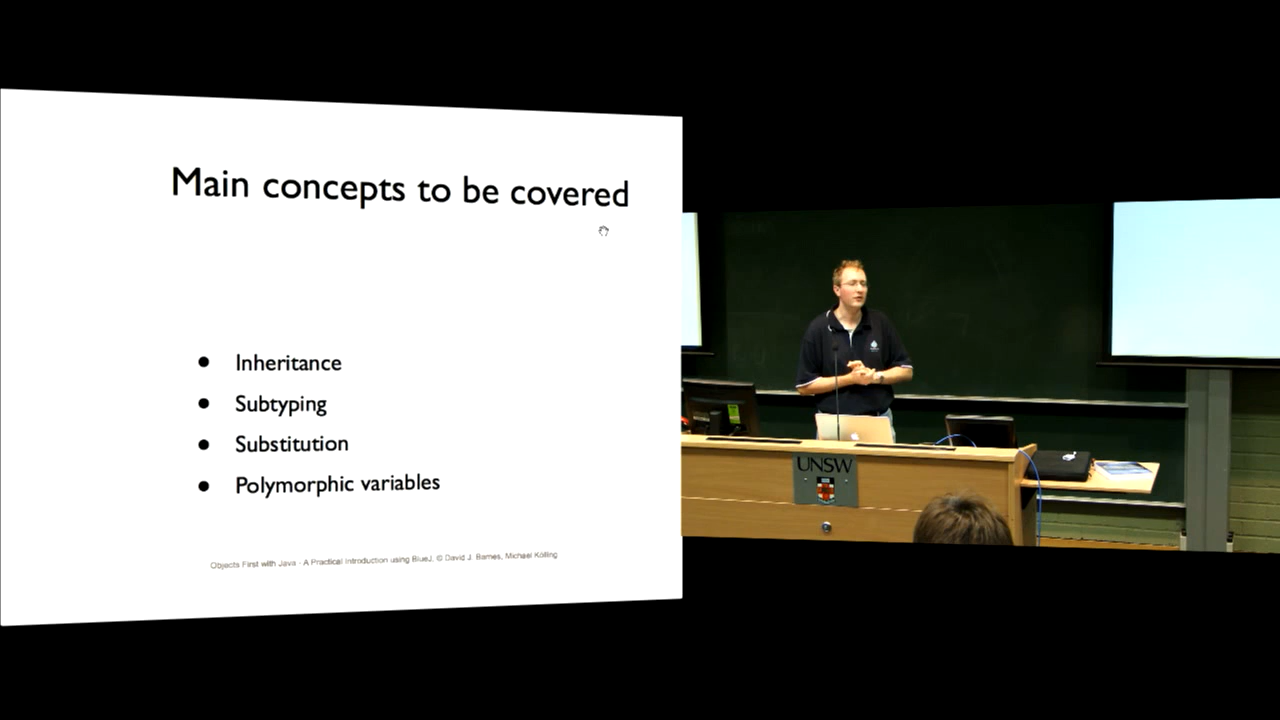 Main concepts to be covered
● Inheritance
● Subtyping
● Substitution
● Polymorphic variables
Objects First with Java - A Practical Introduction using BlueJ, © David J. Barnes, Michael Kölling
UNSW